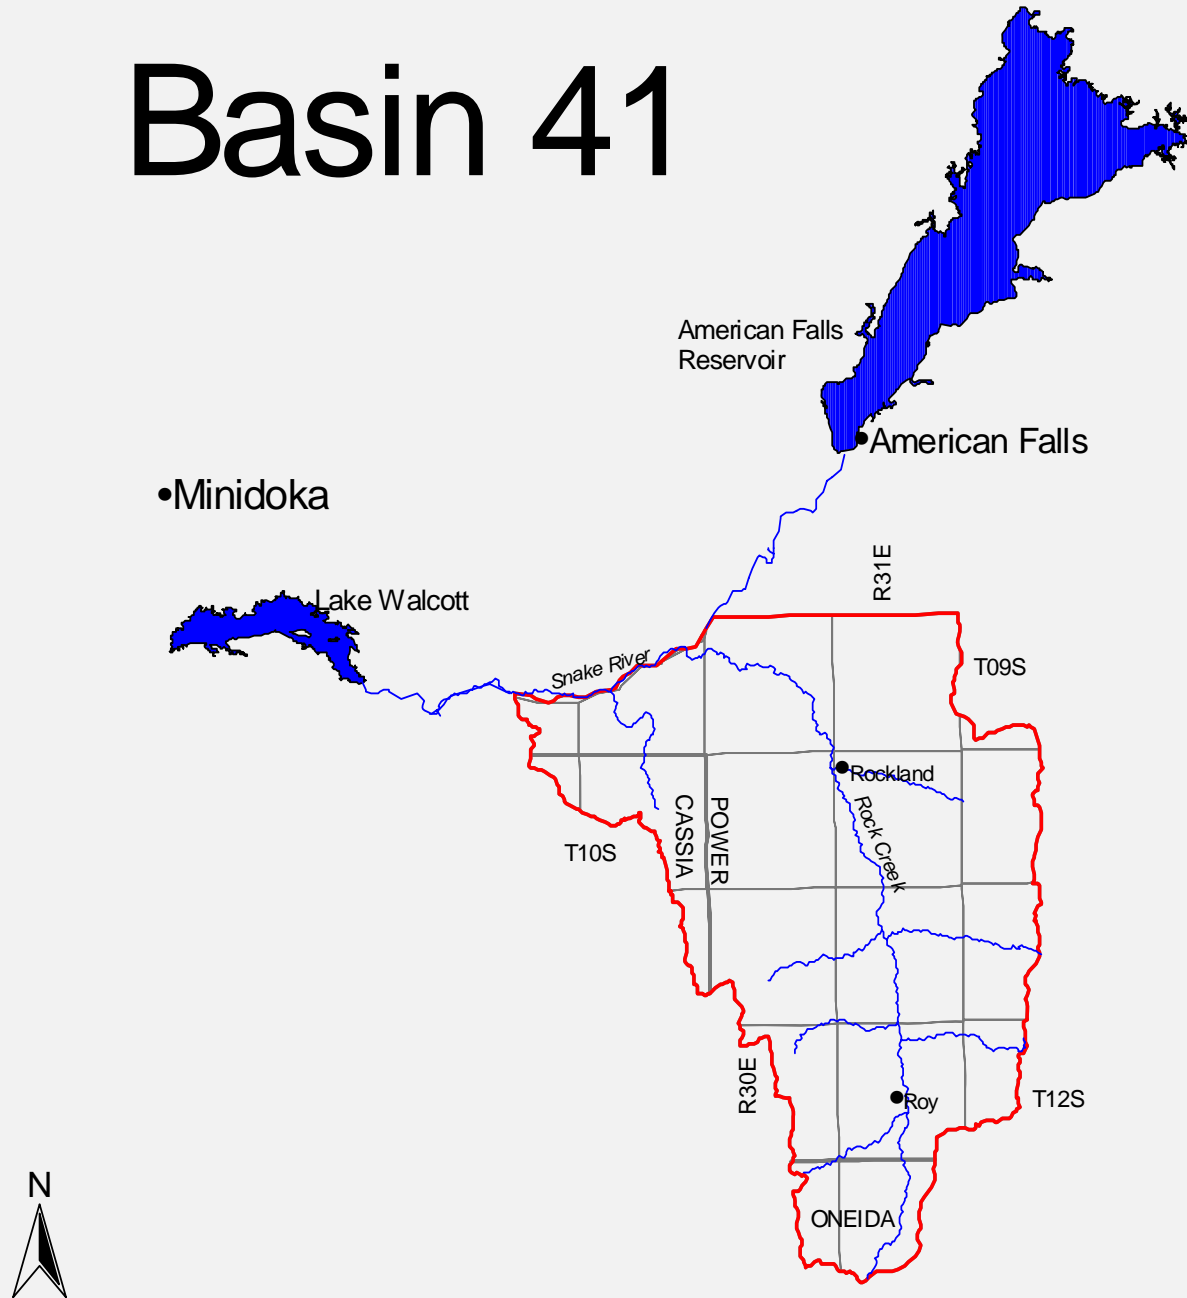 Basin 41
American Falls
Reservoir
American Falls
Minidoka
R31E
Lake Walcott
Snake River
T09S
Rockland
POWER
CASSIA
Rock Creek
T10S
R30E
Roy
T12S
N
ONEIDA